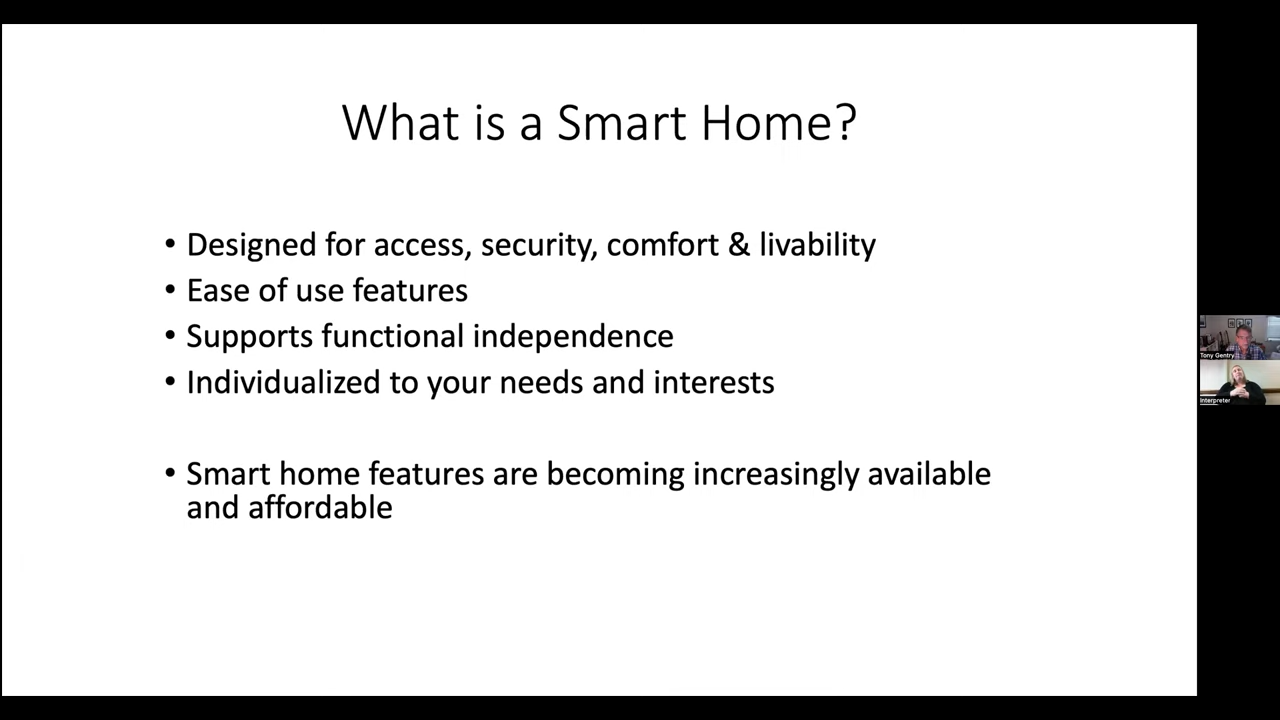 What is a Smart Home?
• Designed for access, security, comfort & livability
• Ease of use features
• Supports functional independence
• Individualized to your needs and interests
• Smart home features are becoming increasingly available
and affordable
Tony Gentry
Interpreter